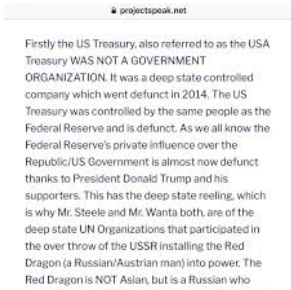 projectspeak.net
Firstly the US Treasury, also referred to as the USA
Treasury WAS NOT A GOVERNMENT
ORGANIZATION. It was a deep state controlled
company which went defunct in 2014. The US
Treasury was controlled by the same people as the
Federal Reserve and is defunct. As we all know the
Federal Reserve's private influence over the
Republic/US Government is almost now defunct
thanks to President Donald Trump and his
supporters. This has the deep state reeling, which
is why Mr. Steele and Mr. Wanta both, are of the
deep state UN Organizations that participated in
the over throw of the USSR installing the Red
Dragon (a Russian/Austrian man) into power. The
Red Dragon is NOT Asian, but is a Russian who